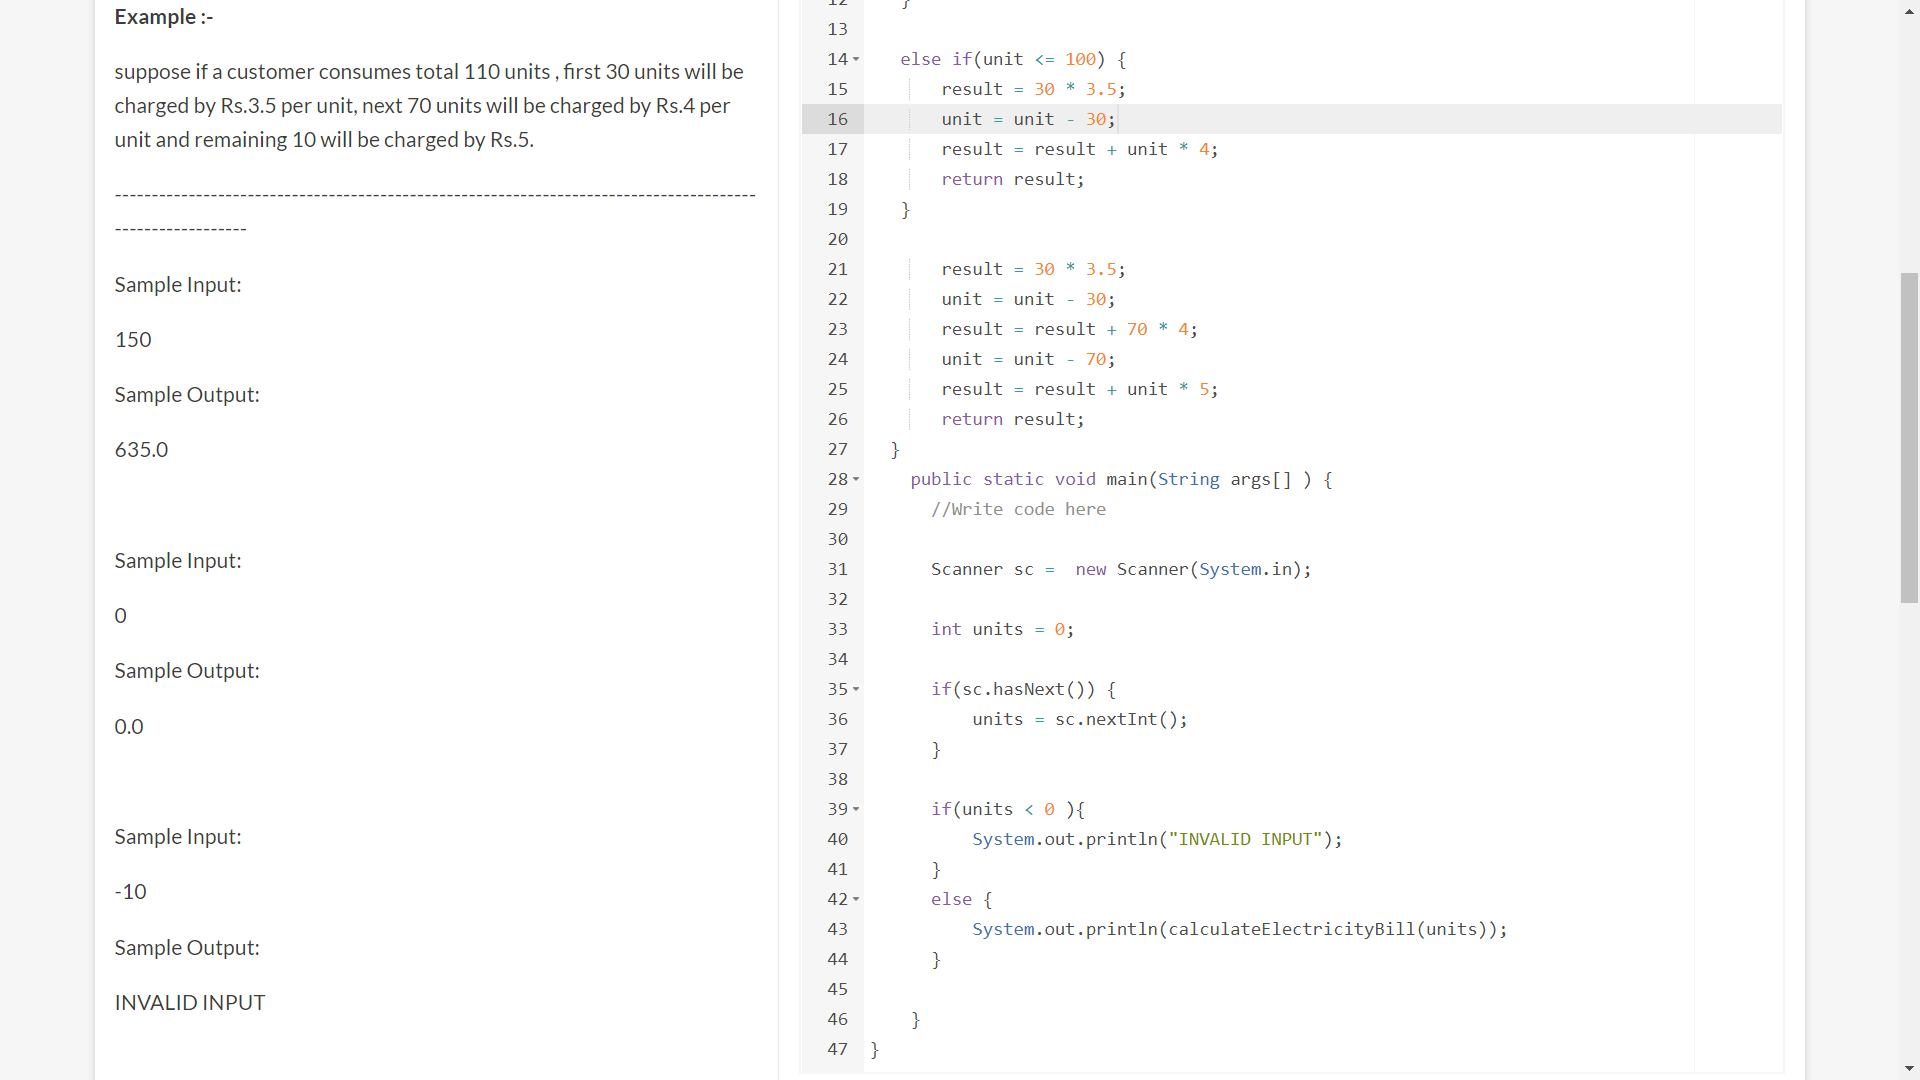 Example :-
suppose if a customer consumes total 110 units , first 30 units will be
charged by Rs.3.5 per unit, next 70 units will be charged by Rs.4 per
unit and remaining 10 will be charged by Rs.5.
---------------------------------------------------------------------------------------
------------------
Sample Input:
150
Sample Output:
635.0
Sample Input:
0
Sample Output:
0.0
Sample Input:
-10
Sample Output:
INVALID INPUT
12 }
13
14 else if(unit <= 100) {
15 result = 30 * 3.5;
16 unit = unit - 30;
17 result = result + unit * 4;
18 return result;
19 }
20
21 result = 30 * 3.5;
22 unit = unit - 30;
23 result = result + 70 * 4;
24 unit = unit - 70;
25 result = result + unit * 5;
26 return result;
27 }
28 public static void main(String args[] ) {
29 //Write code here
30
31 Scanner sc =  new Scanner(System.in);
32
33 int units = 0;
34
35 if(sc.hasNext()) {
36 units = sc.nextInt();
37 }
38
39 if(units < 0 ){
40 System.out.println("INVALID INPUT");
41 }
42 else {
43 System.out.println(calculateElectricityBill(units));
44 }
45
46 }
47 }